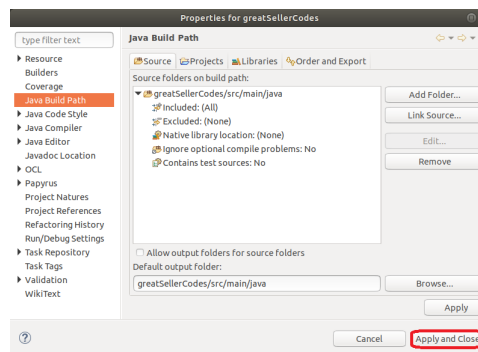 Properties for greatSellerCodes
type filter text
Resource
Builders
Coverage
Java Build Path
Java Code Style
Java Compiler
Java Editor
Javadoc Location
OCL
Papyrus
Project Natures
Project References
Refactoring History
Run/Debug Settings
Task Repository
Task Tags
Validation
WikiText
Java Build Path
Source Projects Libraries Order and Export
Source folders on build path:
greatSellerCodes/src/main/java
Included: (All)
Excluded: (None)
Native library location: (None)
Ignore optional compile problems: No
Contains test sources: No
Add Folder...
Link Source...
Edit...
Remove
Allow output folders for source folders
Default output folder:
greatSellerCodes/src/main/java
Browse...
Apply
?
Cancel
Apply and Close